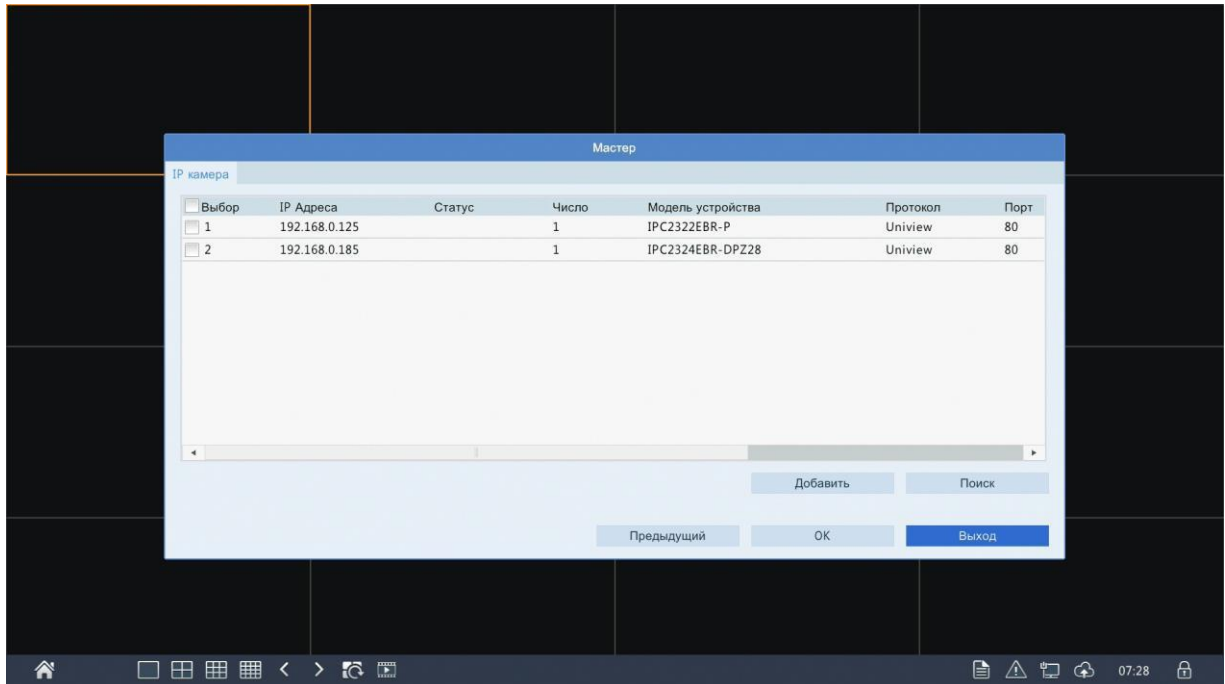 Мастер
IP камера
Выбор IP Адреса Статус Число Модель устройства Протокол Порт
1 192.168.0.125 1 IPC2322EBR-P Uniview 80
2 192.168.0.185 1 IPC2324EBR-DPZ28 Uniview 80
Добавить Поиск
Предыдущий OK Выход
07:28